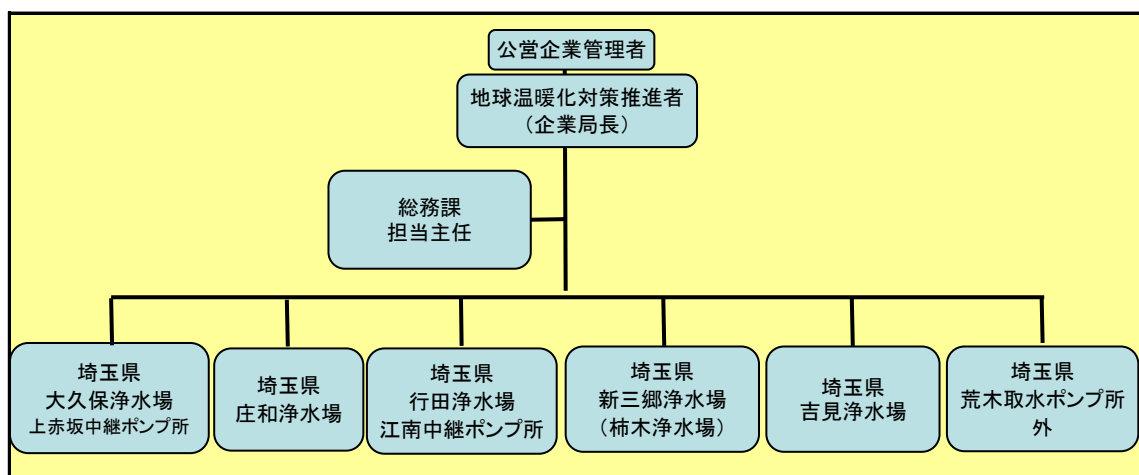 公営企業管理者
地球温暖化対策推進者
（企業局長）
総務課
担当主任
埼玉県
大久保浄水場
上赤坂中継ポンプ所
埼玉県
庄和浄水場
埼玉県
行田浄水場
江南中継ポンプ所
埼玉県
新三郷浄水場
（柿木浄水場）
埼玉県
吉見浄水場
埼玉県
荒木取水ポンプ所
外